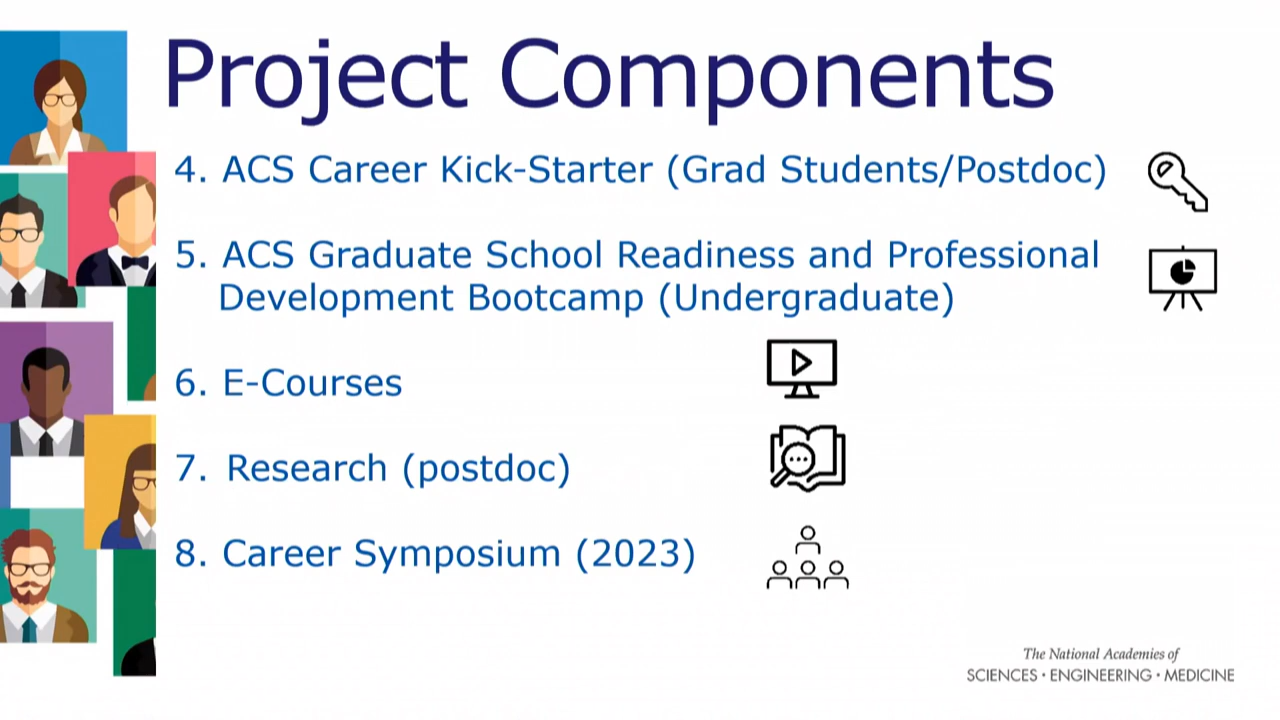 Project Components
4. ACS Career Kick-Starter (Grad Students/Postdoc)
5. ACS Graduate School Readiness and Professional
Development Bootcamp (Undergraduate)
6. E-Courses
7. Research (postdoc)
8. Career Symposium (2023)
The National Academies of
SCIENCES · ENGINEERING · MEDICINE